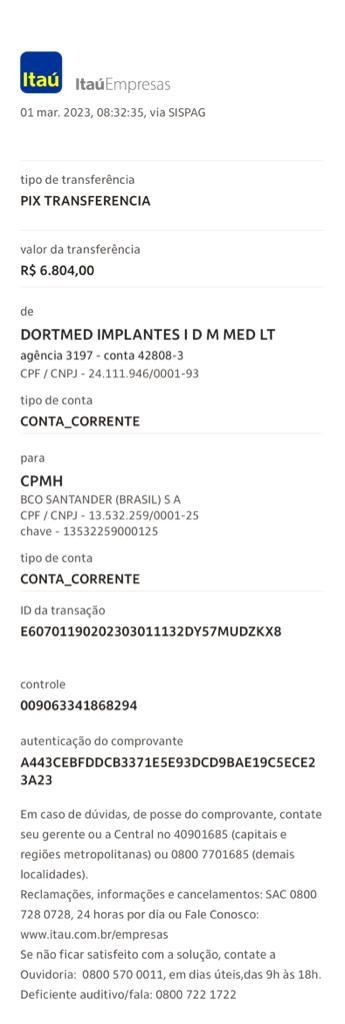 Itaú
ItaúEmpresas
01 mar. 2023, 08:32:35, via SISPAG
tipo de transferência
PIX TRANSFERENCIA
valor da transferência
R$ 6.804,00
de
DORTMED IMPLANTES I D M MED LT
agência 3197 - conta 42808-3
CPF / CNPJ - 24.111.946/0001-93
tipo de conta
CONTA_CORRENTE
para
CPMH
BCO SANTANDER (BRASIL) S A
CPF / CNPJ - 13.532.259/0001-25
chave - 13532259000125
tipo de conta
CONTA_CORRENTE
ID da transação
E60701190202303011132DY57MUDZKX8
controle
009063341868294
autenticação do comprovante
A443CEBFDDCB3371E5E93DCD9BAE19C5ECE2
3A23
Em caso de dúvidas, de posse do comprovante, contate
seu gerente ou a Central no 40901685 (capitais e
regiões metropolitanas) ou 0800 7701685 (demais
localidades).
Reclamações, informações e cancelamentos: SAC 0800
728 0728, 24 horas por dia ou Fale Conosco:
www.itau.com.br/empresas
Se não ficar satisfeito com a solução, contate a
Ouvidoria: 0800 570 0011, em dias úteis,das 9h às 18h.
Deficiente auditivo/fala: 0800 722 1722